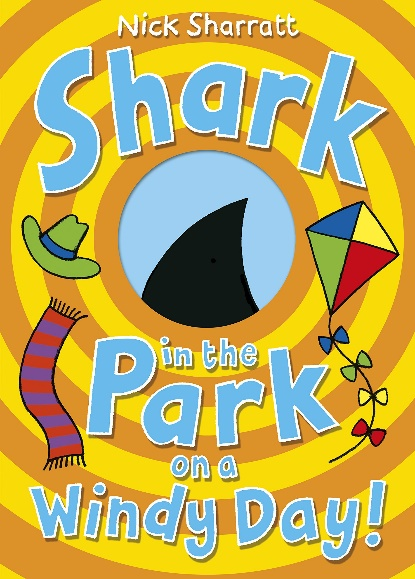 Nick Sharratt
Shark
in the
Park
on a
Windy Day!